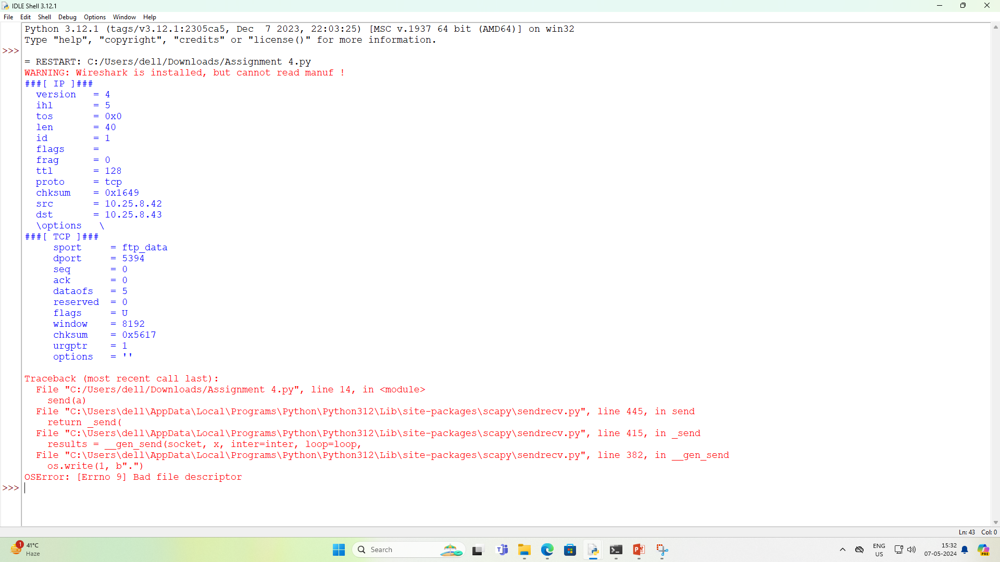 IDLE Shell 3.12.1
File Edit Shell Debug Options Window Help
Python 3.12.1 (tags/v3.12.1:2305ca5, Dec  7 2023, 22:03:25) [MSC v.1937 64 bit (AMD64)] on win32
Type "help", "copyright", "credits" or "license()" for more information.
>>>
= RESTART: C:/Users/dell/Downloads/Assignment 4.py
WARNING: Wireshark is installed, but cannot read manuf !
###[ IP ]###
  version   = 4
  ihl       = 5
  tos       = 0x0
  len       = 40
  id        = 1
  flags     =
  frag      = 0
  ttl       = 128
  proto     = tcp
  chksum    = 0x1649
  src       = 10.25.8.42
  dst       = 10.25.8.43
  \options   \
###[ TCP ]###
     sport     = ftp_data
     dport     = 5394
     seq       = 0
     ack       = 0
     dataofs   = 5
     reserved  = 0
     flags     = U
     window    = 8192
     chksum    = 0x5617
     urgptr    = 1
     options   = ''
Traceback (most recent call last):
  File "C:/Users/dell/Downloads/Assignment 4.py", line 14, in <module>
    send(a)
  File "C:\Users\dell\AppData\Local\Programs\Python\Python312\Lib\site-packages\scapy\sendrecv.py", line 445, in send
    return _send(
  File "C:\Users\dell\AppData\Local\Programs\Python\Python312\Lib\site-packages\scapy\sendrecv.py", line 415, in _send
    results = __gen_send(socket, x, inter=inter, loop=loop,
  File "C:\Users\dell\AppData\Local\Programs\Python\Python312\Lib\site-packages\scapy\sendrecv.py", line 382, in __gen_send
    os.write(1, b".")
OSError: [Errno 9] Bad file descriptor
>>>
Ln: 43 Col: 0
1
41°C
Haze
Search
ENG
US
15:32
07-05-2024
PRE